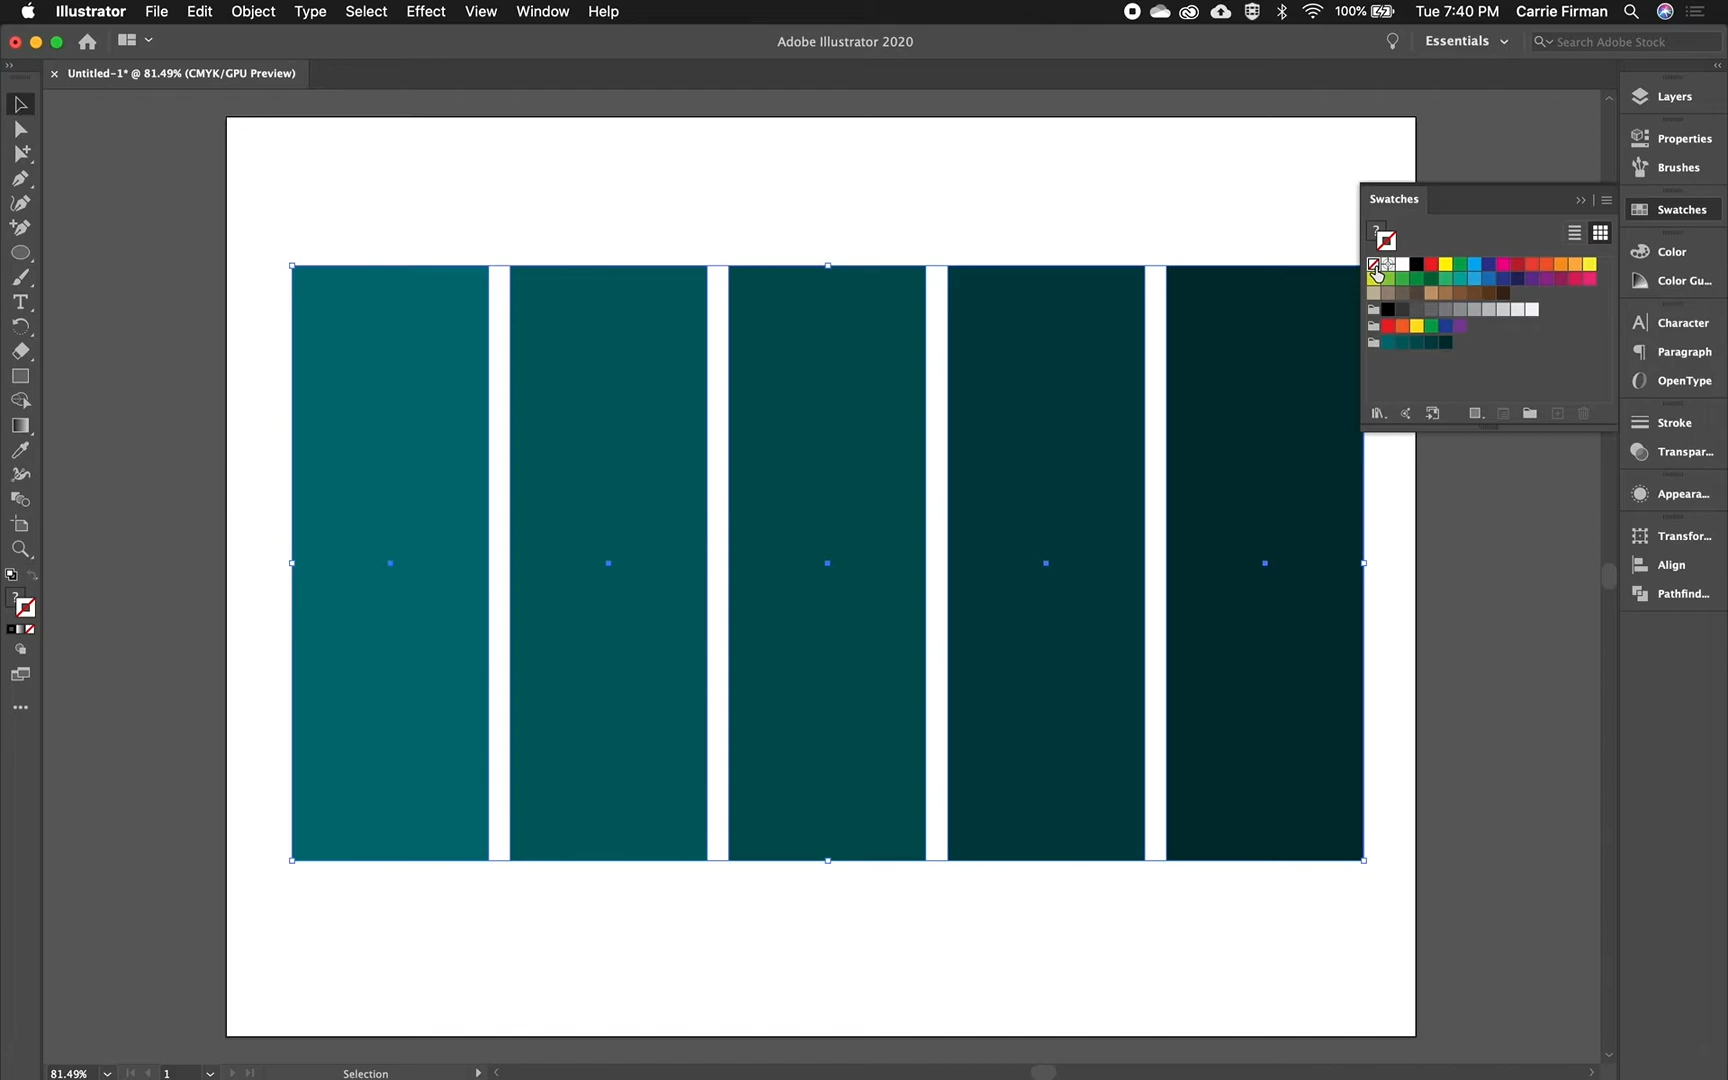 Illustrator File Edit Object Type Select Effect View Window Help 100% Tue 7:40 PM Carrie Firman
Adobe Illustrator 2020 Essentials Search Adobe Stock
× Untitled-1* @ 81.49% (CMYK/GPU Preview)
Layers
Properties
Brushes
Swatches
Swatches
?
Color
Color Gu...
Character
Paragraph
OpenType
Stroke
Transpar...
Appeara...
Transfor...
Align
Pathfind...
?
81.49% 1 Selection